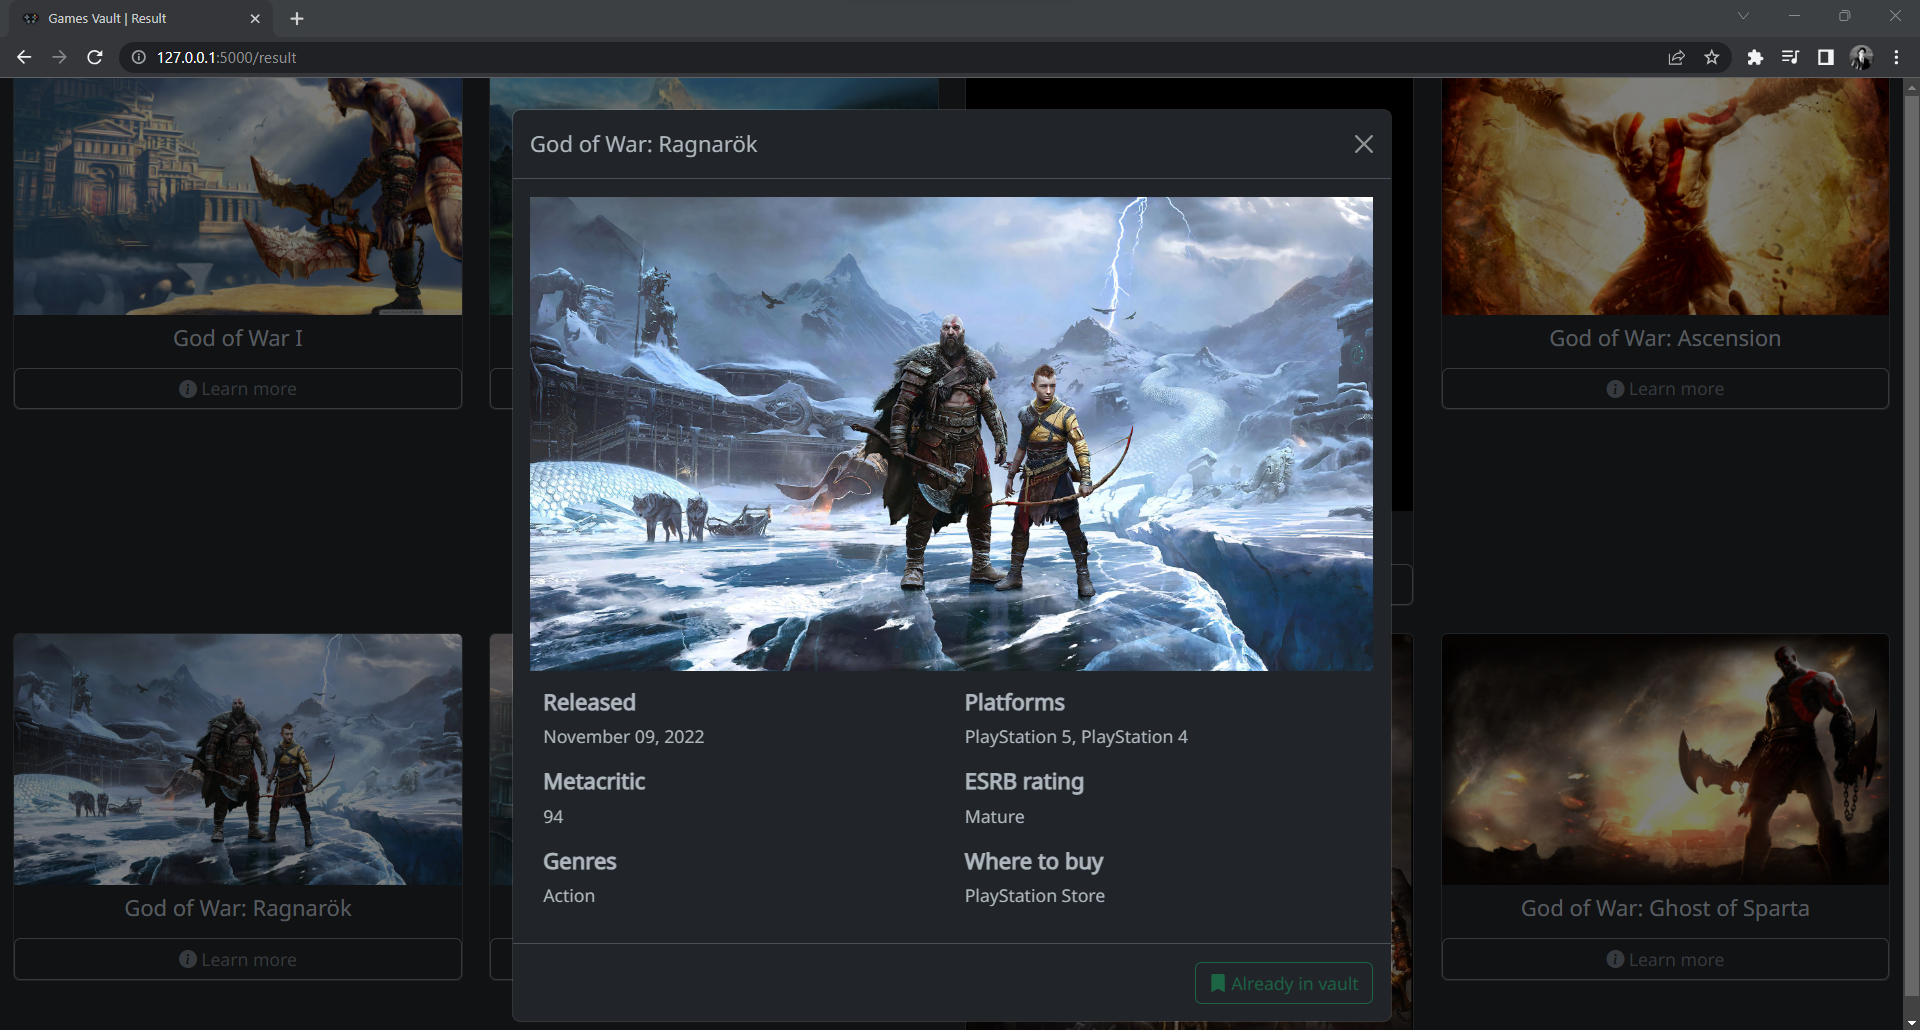 Games Vault | Result
127.0.0.1:5000/result
God of War: Ragnarök
God of War I
Learn more
God of War: Ascension
Learn more
Released
November 09, 2022
Platforms
PlayStation 5, PlayStation 4
Metacritic
94
ESRB rating
Mature
Genres
Action
Where to buy
PlayStation Store
God of War: Ragnarök
Learn more
God of War: Ghost of Sparta
Learn more
Already in vault